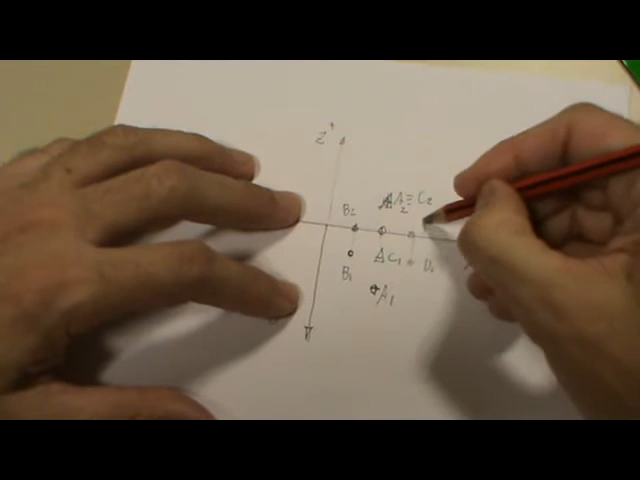 Z+
A₂≡C₂
B₂
C₁
B₁
A₁